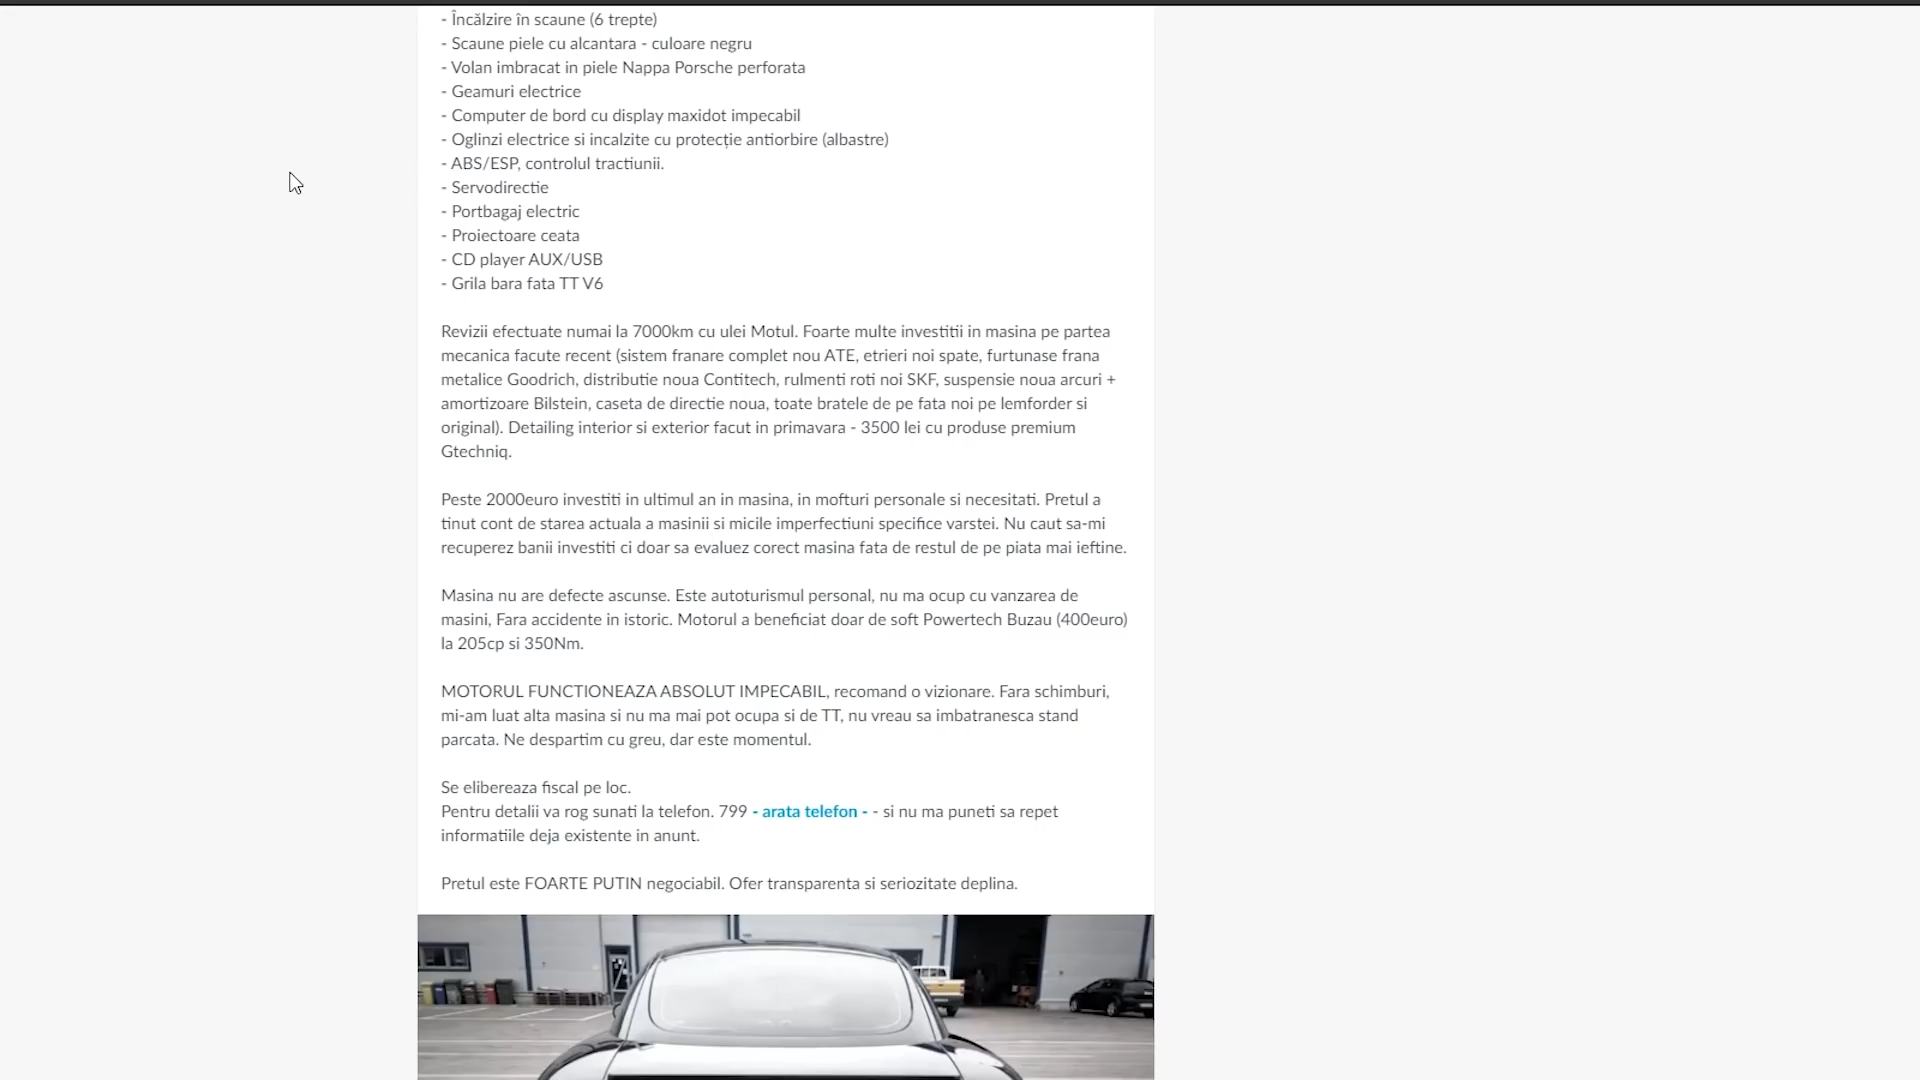 - Încălzire în scaune (6 trepte)
- Scaune piele cu alcantara - culoare negru
- Volan imbracat in piele Nappa Porsche perforata
- Geamuri electrice
- Computer de bord cu display maxidot impecabil
- Oglinzi electrice si incalzite cu protecție antiorbire (albastre)
- ABS/ESP, controlul tractiunii.
- Servodirectie
- Portbagaj electric
- Proiectoare ceata
- CD player AUX/USB
- Grila bara fata TT V6
Revizii efectuate numai la 7000km cu ulei Motul. Foarte multe investitii in masina pe partea
mecanica facute recent (sistem franare complet nou ATE, etrieri noi spate, furtunase frana
metalice Goodrich, distributie noua Contitech, rulmenti roti noi SKF, suspensie noua arcuri +
amortizoare Bilstein, caseta de directie noua, toate bratele de pe fata noi pe lemforder si
original). Detailing interior si exterior facut in primavara - 3500 lei cu produse premium
Gtechniq.
Peste 2000euro investiti in ultimul an in masina, in mofturi personale si necesitati. Pretul a
tinut cont de starea actuala a masinii si micile imperfectiuni specifice varstei. Nu caut sa-mi
recuperez banii investiti ci doar sa evaluez corect masina fata de restul de pe piata mai ieftine.
Masina nu are defecte ascunse. Este autoturismul personal, nu ma ocup cu vanzarea de
masini, Fara accidente in istoric. Motorul a beneficiat doar de soft Powertech Buzau (400euro)
la 205cp si 350Nm.
MOTORUL FUNCTIONEAZA ABSOLUT IMPECABIL, recomand o vizionare. Fara schimburi,
mi-am luat alta masina si nu ma mai pot ocupa si de TT, nu vreau sa imbatranesca stand
parcata. Ne despartim cu greu, dar este momentul.
Se elibereaza fiscal pe loc.
Pentru detalii va rog sunati la telefon. 799 - arata telefon - - si nu ma puneti sa repet
informatiile deja existente in anunt.
Pretul este FOARTE PUTIN negociabil. Ofer transparenta si seriozitate deplina.